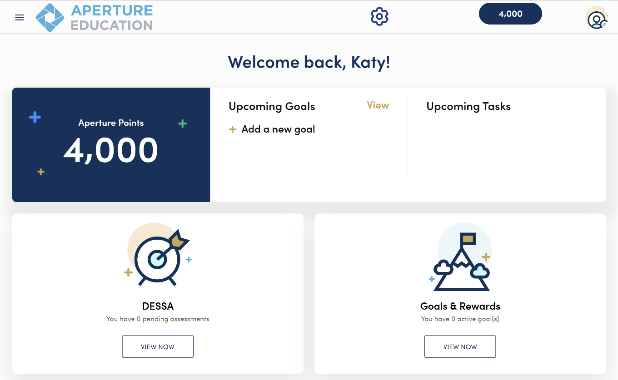 APERTURE
EDUCATION
4,000
Welcome back, Katy!
Aperture Points
4,000
Upcoming Goals
View
+ Add a new goal
Upcoming Tasks
DESSA
You have 0 pending assessments
VIEW NOW
Goals & Rewards
You have 0 active goal(s)
VIEW NOW